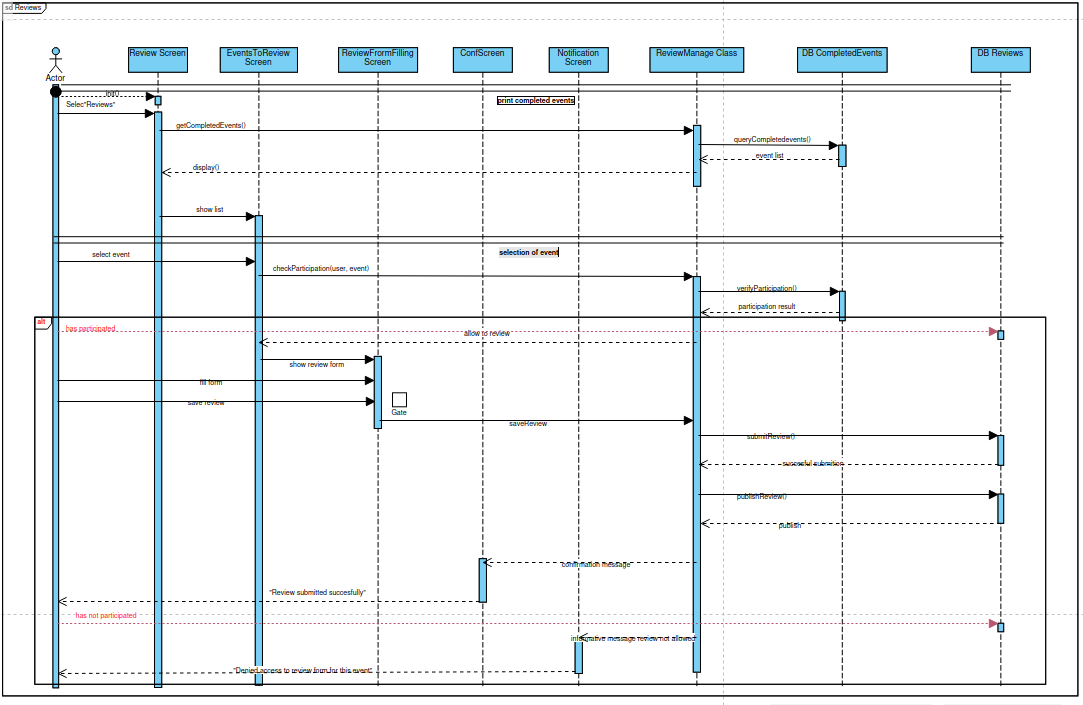 sd Reviews
Review Screen
EventsToReview
Screen
ReviewFromFilling
Screen
ConfScreen
Notification
Screen
ReviewManage Class
DB CompletedEvents
DB Reviews
Actor
init()
print completed events
Selec"Reviews"
getCompletedEvents()
queryCompletedevents()
event list
display()
show list
selection of event
select event
checkParticipation(user, event)
verifyParticipation()
participation result
alt
has participated
allow to review
show review form
fill form
save review
Gate
saveReview
submitReview()
succesful submition
publishReview()
publish
confirmation message
"Review submitted succesfully"
has not participated
informative message review not allowed
"Denied access to review form for this event"